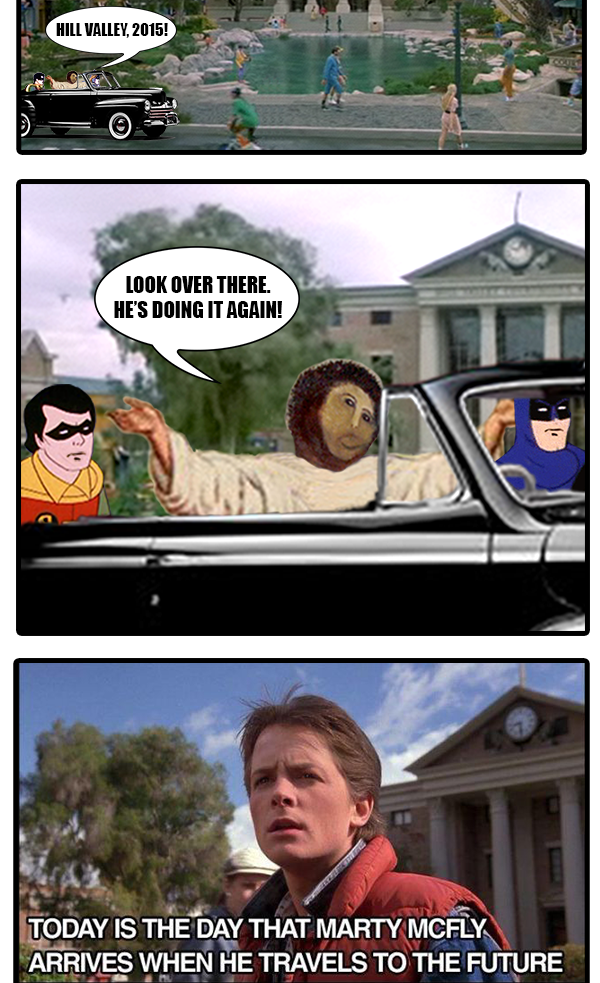 HILL VALLEY, 2015!
LOOK OVER THERE.
HE'S DOING IT AGAIN!
TODAY IS THE DAY THAT MARTY MCFLY
ARRIVES WHEN HE TRAVELS TO THE FUTURE